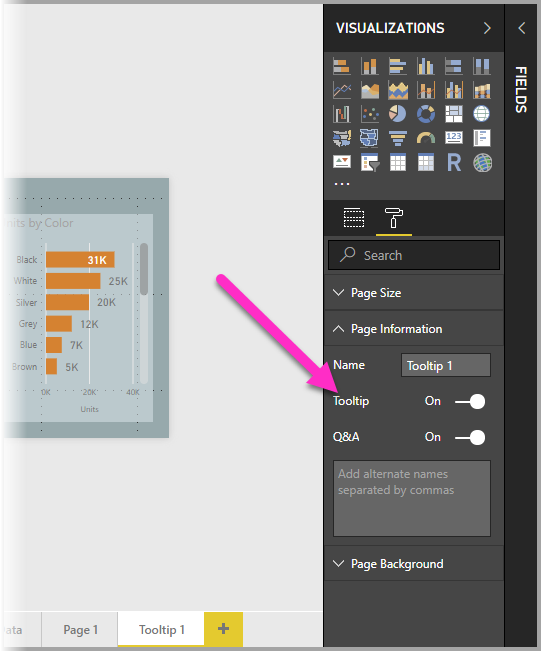 VISUALIZATIONS
FIELDS
123
R
...
Search
Page Size
Page Information
Name Tooltip 1
Tooltip On
Q&A On
Add alternate names
separated by commas
Page Background
by Color
Black 31K
White 25K
Silver 20K
Grey 12K
Blue 7K
Brown 5K
0K 20K 40K
Units
Page 1 Tooltip 1 +